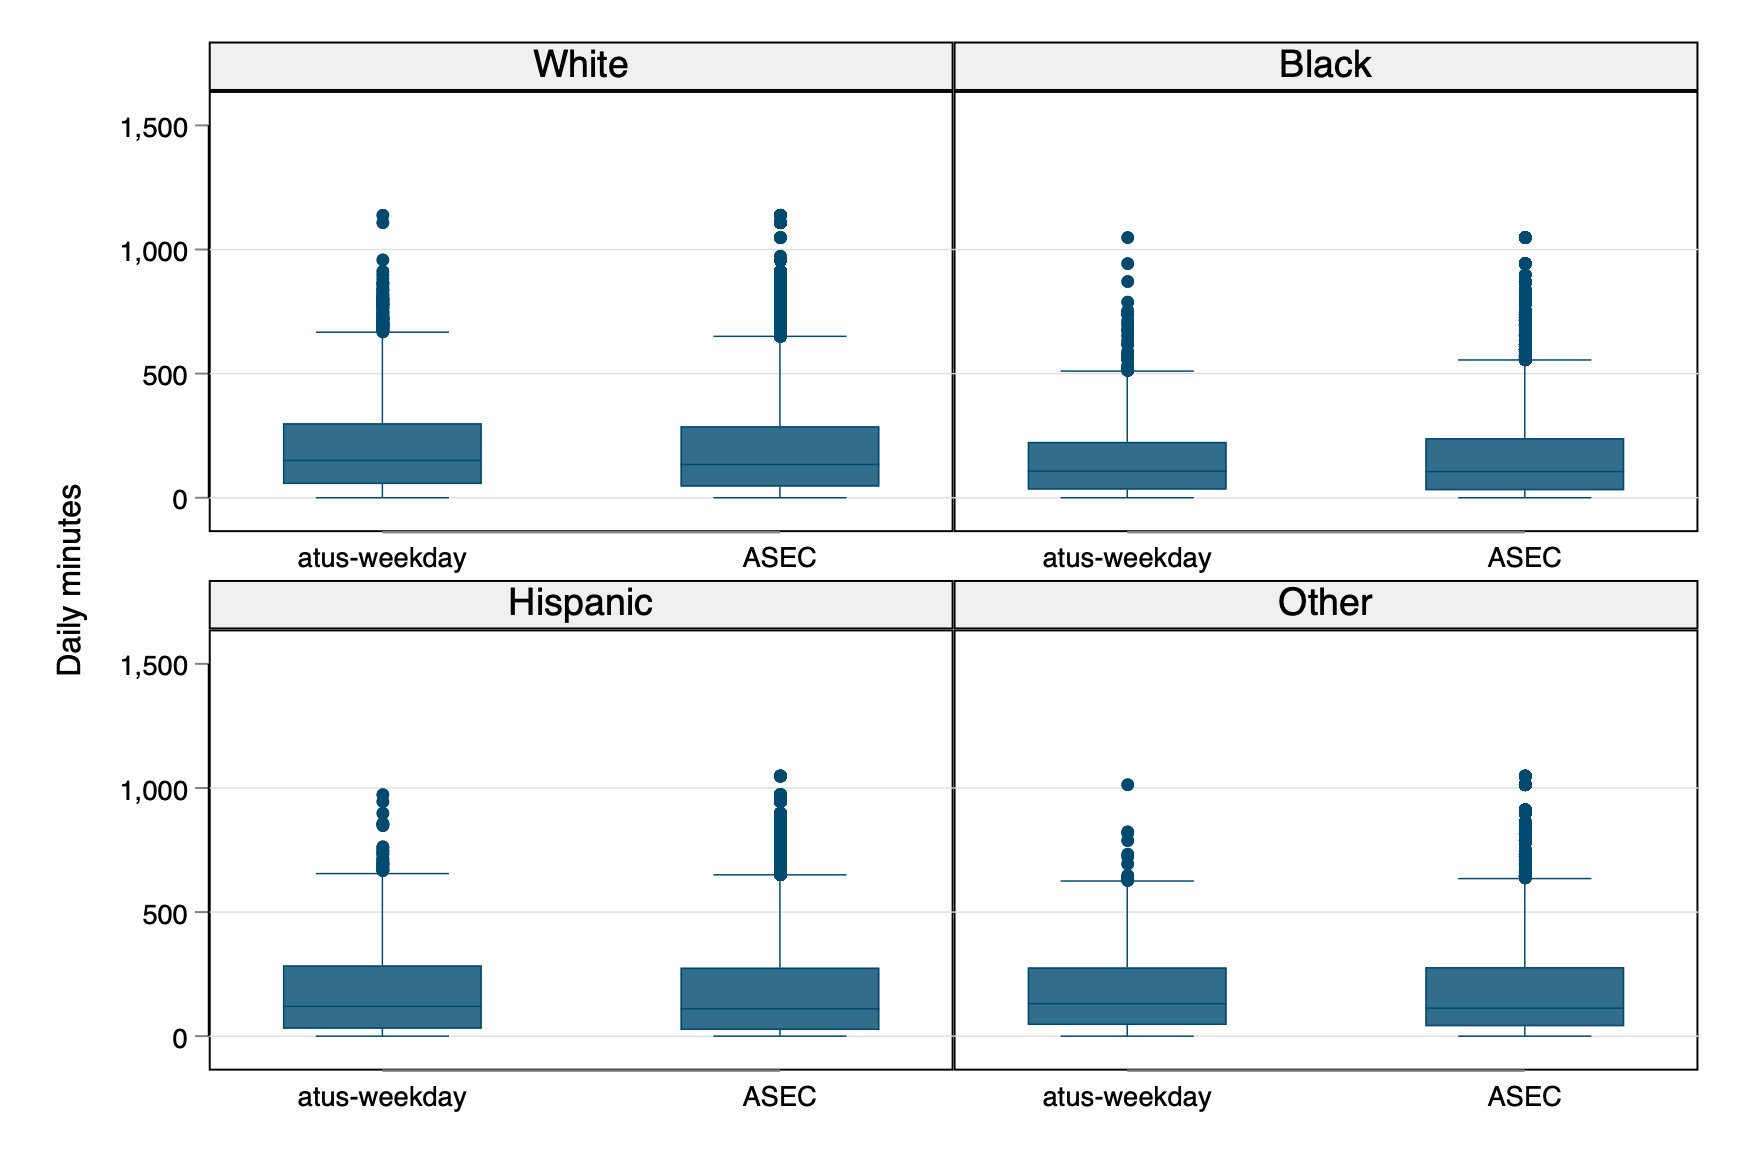 White
Black
1,500
1,000
500
0
atus-weekday
ASEC
atus-weekday
ASEC
Daily minutes
Hispanic
Other
1,500
1,000
500
0
atus-weekday
ASEC
atus-weekday
ASEC